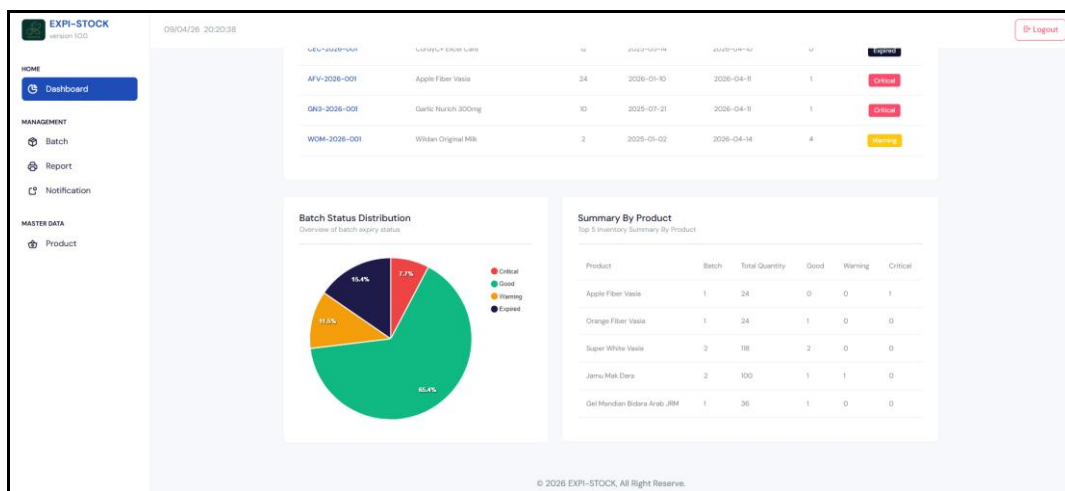 EXPI-STOCK
version 1.0.0
09/04/26 20:20:38
Logout
HOME
Dashboard
MANAGEMENT
Batch
Report
Notification
MASTER DATA
Product
Expired
AFV-2026-001 Apple Fiber Vasia 24 2026-01-10 2026-04-11 1 Critical
GN3-2026-001 Garlic Nurich 300mg 10 2025-07-21 2026-04-11 1 Critical
WOM-2026-001 Wildan Original Milk 2 2025-01-02 2026-04-14 4 Warning
Batch Status Distribution
Overview of batch expiry status
15.4% 7.7%
11.5%
65.4%
Critical
Good
Warning
Expired
Summary By Product
Top 5 Inventory Summary By Product
Product Batch Total Quantity Good Warning Critical
Apple Fiber Vasia 1 24 0 0 1
Orange Fiber Vasia 1 24 1 0 0
Super White Vasia 2 118 2 0 0
Jamu Mak Dara 2 100 1 1 0
Gel Mandian Bidara Arab JRM 1 36 1 0 0
© 2026 EXPI-STOCK, All Right Reserve.